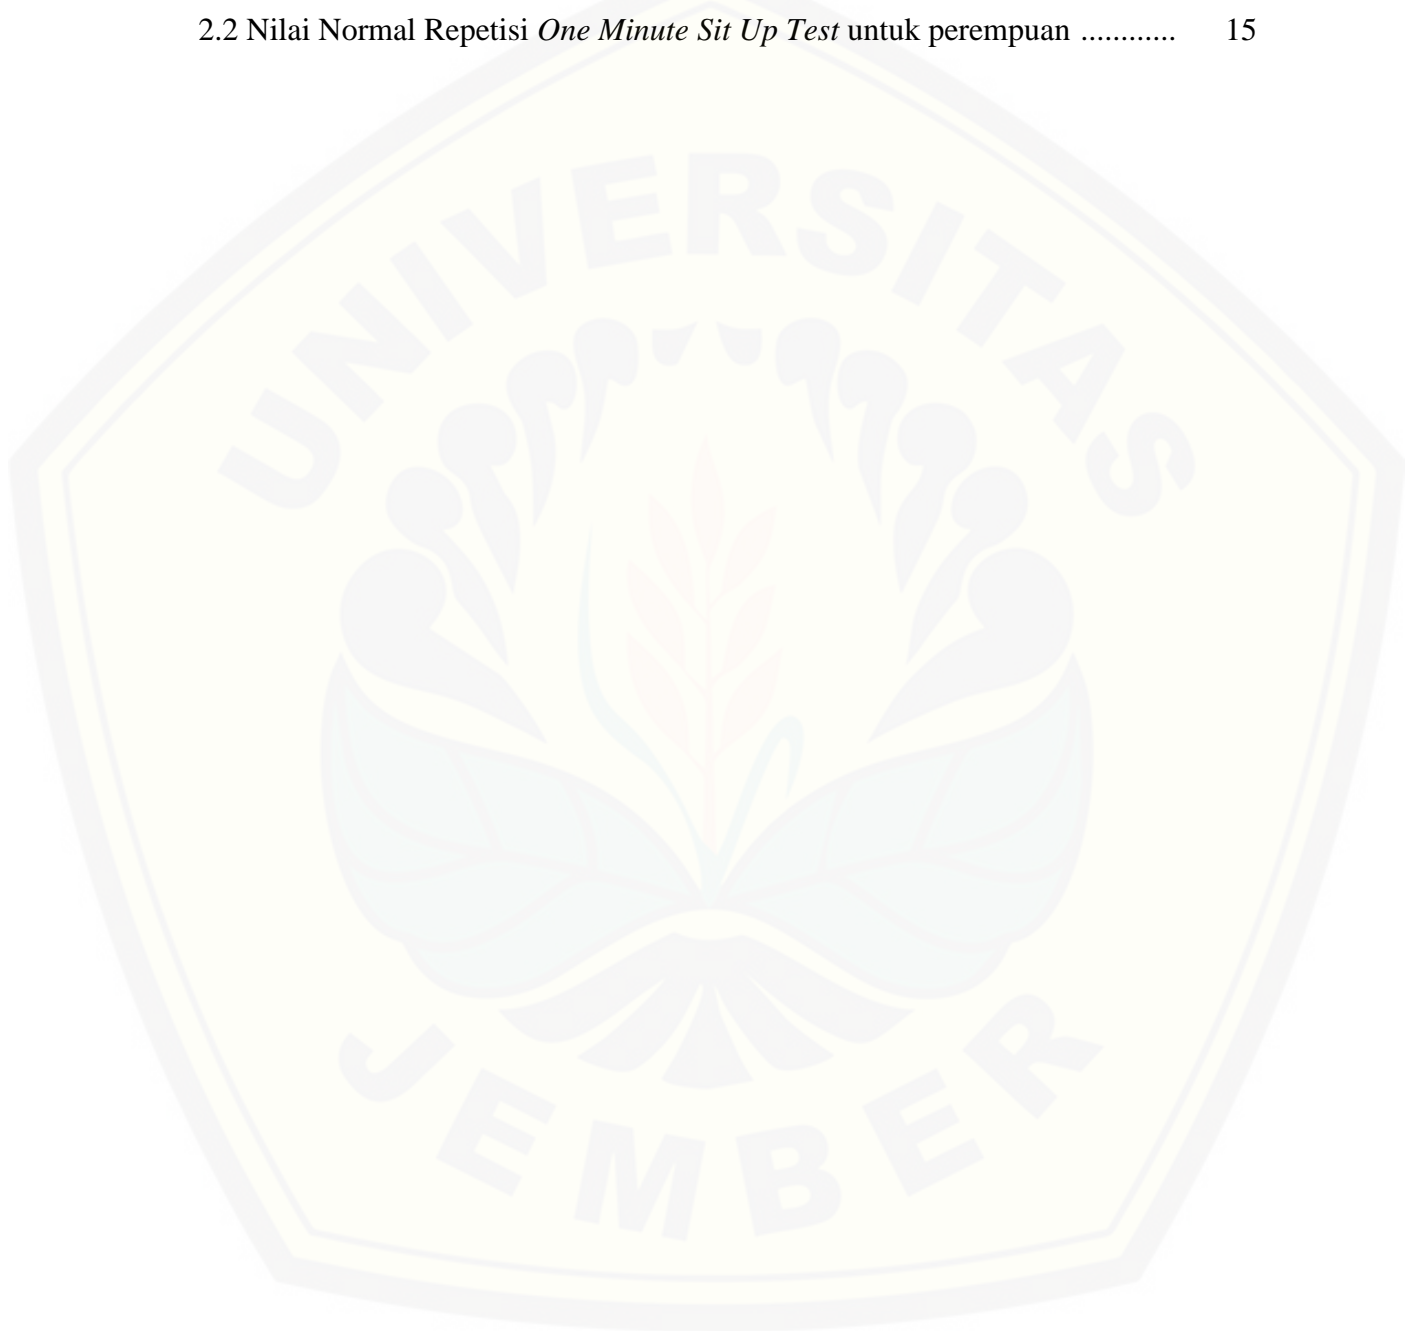 2.2 Nilai Normal Repetisi One Minute Sit Up Test untuk perempuan ............ 15
UNIVERSITAS
JEMBER